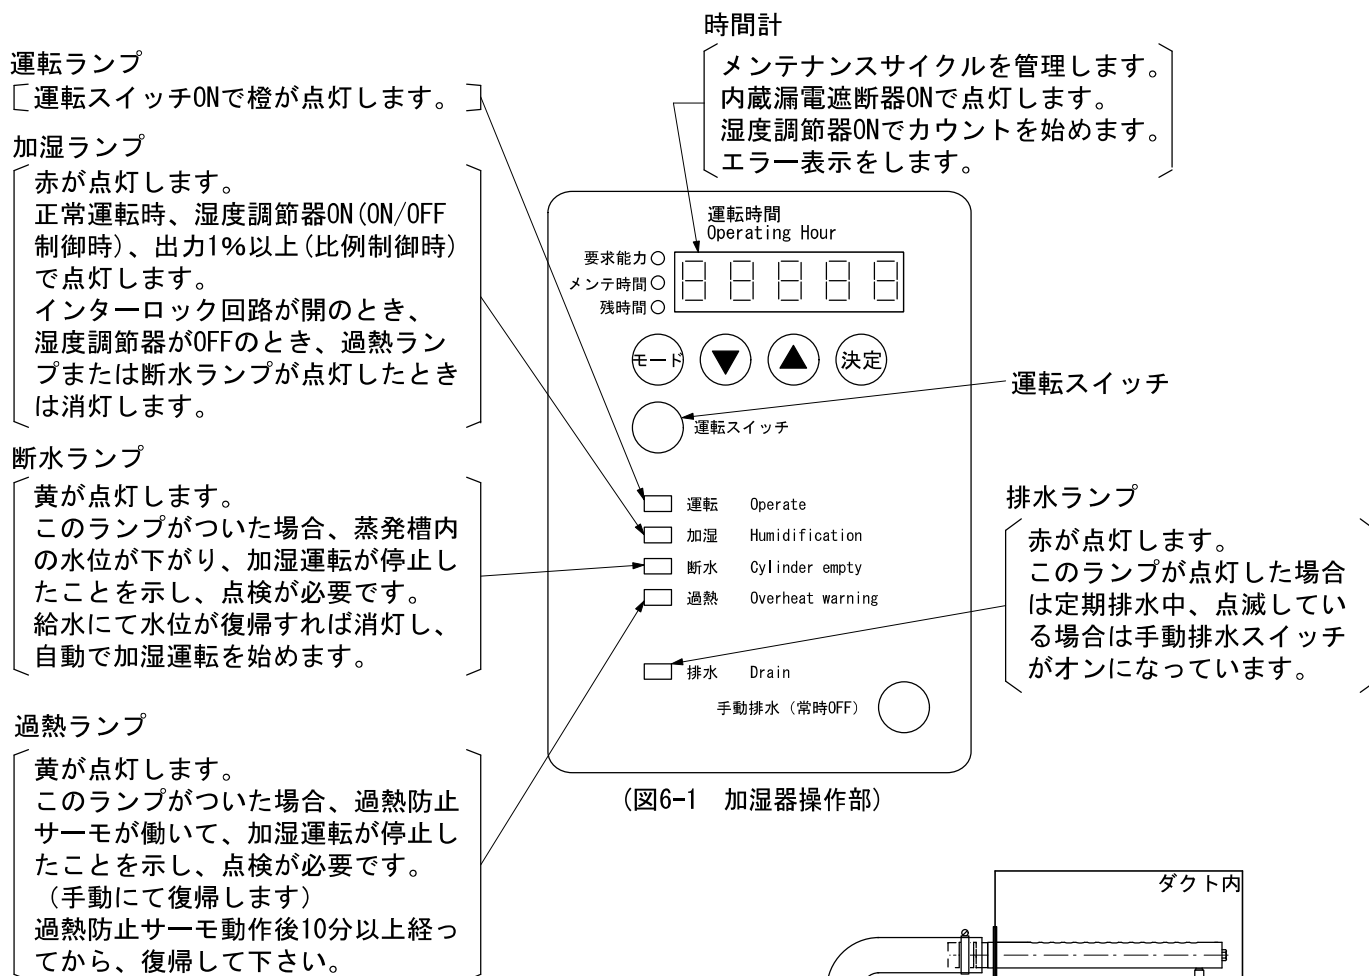 時間計
メンテナンスサイクルを管理します。
内蔵漏電遮断器ONで点灯します。
湿度調節器ONでカウントを始めます。
エラー表示をします。
運転ランプ
運転スイッチONで橙が点灯します。
加湿ランプ
赤が点灯します。
正常運転時、湿度調節器ON(ON/OFF
制御時)、出力1%以上(比例制御時)
で点灯します。
インターロック回路が開のとき、
湿度調節器がOFFのとき、過熱ラン
プまたは断水ランプが点灯したとき
は消灯します。
断水ランプ
黄が点灯します。
このランプがついた場合、蒸発槽内
の水位が下がり、加湿運転が停止し
たことを示し、点検が必要です。
給水にて水位が復帰すれば消灯し、
自動で加湿運転を始めます。
過熱ランプ
黄が点灯します。
このランプがついた場合、過熱防止
サーモが働いて、加湿運転が停止し
たことを示し、点検が必要です。
(手動にて復帰します)
過熱防止サーモ動作後10分以上経っ
てから、復帰して下さい。
運転時間
Operating Hour
要求能力
メンテ時間
残時間
88888
モード ▼ ▲ 決定
運転スイッチ
運転スイッチ
運転 Operate
加湿 Humidification
断水 Cylinder empty
過熱 Overheat warning
排水 Drain
手動排水(常時OFF)
排水ランプ
赤が点灯します。
このランプが点灯した場合
は定期排水中、点滅してい
る場合は手動排水スイッチ
がオンになっています。
(図6-1 加湿器操作部)
ダクト内